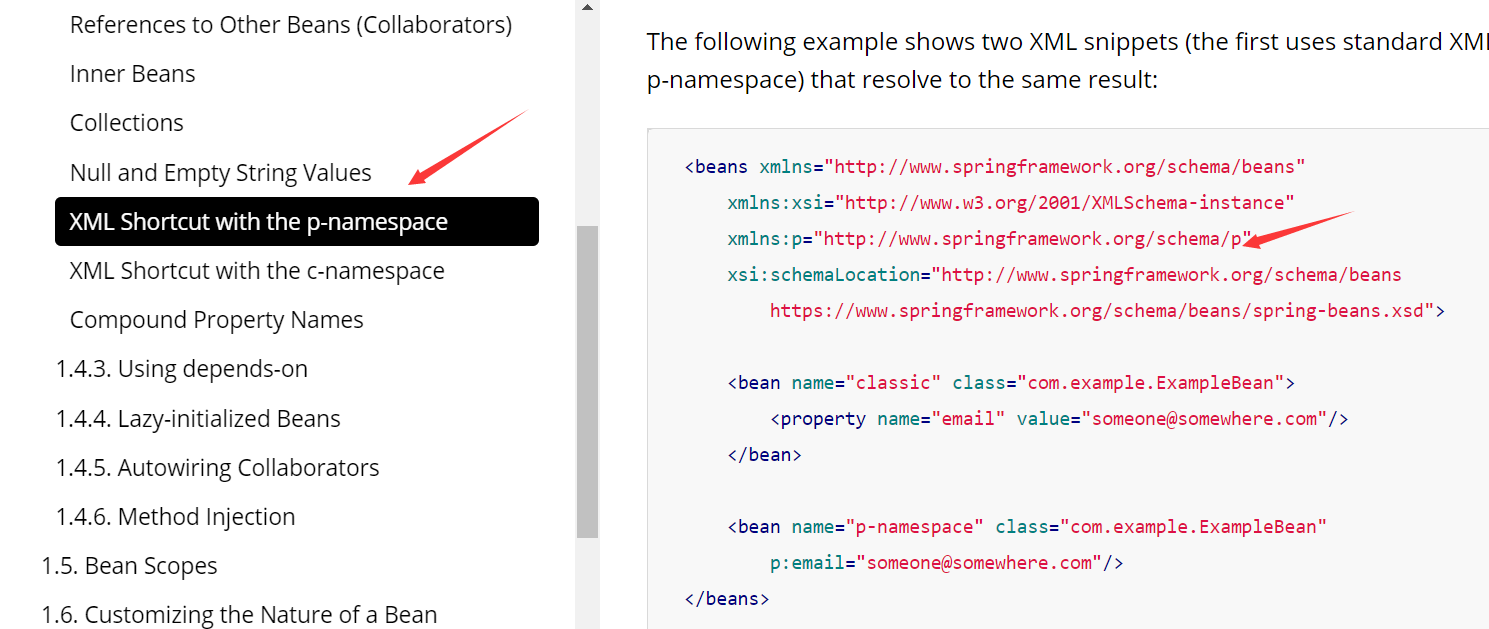 References to Other Beans (Collaborators)
Inner Beans
Collections
Null and Empty String Values
XML Shortcut with the p-namespace
XML Shortcut with the c-namespace
Compound Property Names
1.4.3. Using depends-on
1.4.4. Lazy-initialized Beans
1.4.5. Autowiring Collaborators
1.4.6. Method Injection
1.5. Bean Scopes
1.6. Customizing the Nature of a Bean
The following example shows two XML snippets (the first uses standard XML
p-namespace) that resolve to the same result:
<beans xmlns="http://www.springframework.org/schema/beans"
xmlns:xsi="http://www.w3.org/2001/XMLSchema-instance"
xmlns:p="http://www.springframework.org/schema/p"
xsi:schemaLocation="http://www.springframework.org/schema/beans
https://www.springframework.org/schema/beans/spring-beans.xsd">
<bean name="classic" class="com.example.ExampleBean">
<property name="email" value="someone@somewhere.com"/>
</bean>
<bean name="p-namespace" class="com.example.ExampleBean"
p:email="someone@somewhere.com"/>
</beans>